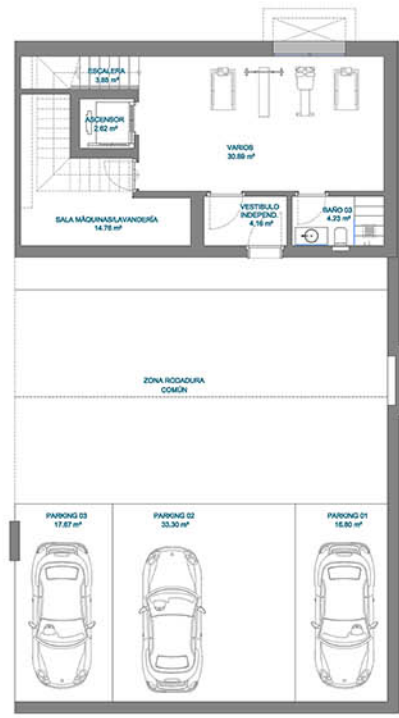 ESCALERA
3.85 m²
ASCENSOR
2.62 m²
VARIOS
30.89 m²
SALA MÁQUINAS/LAVANDERÍA
14.78 m²
VESTIBULO
INDEPEND.
4.16 m²
BAÑO 03
4.23 m²
ZONA RODADURA
COMÚN
PARKING 03
17.67 m²
PARKING 02
33.30 m²
PARKING 01
16.80 m²